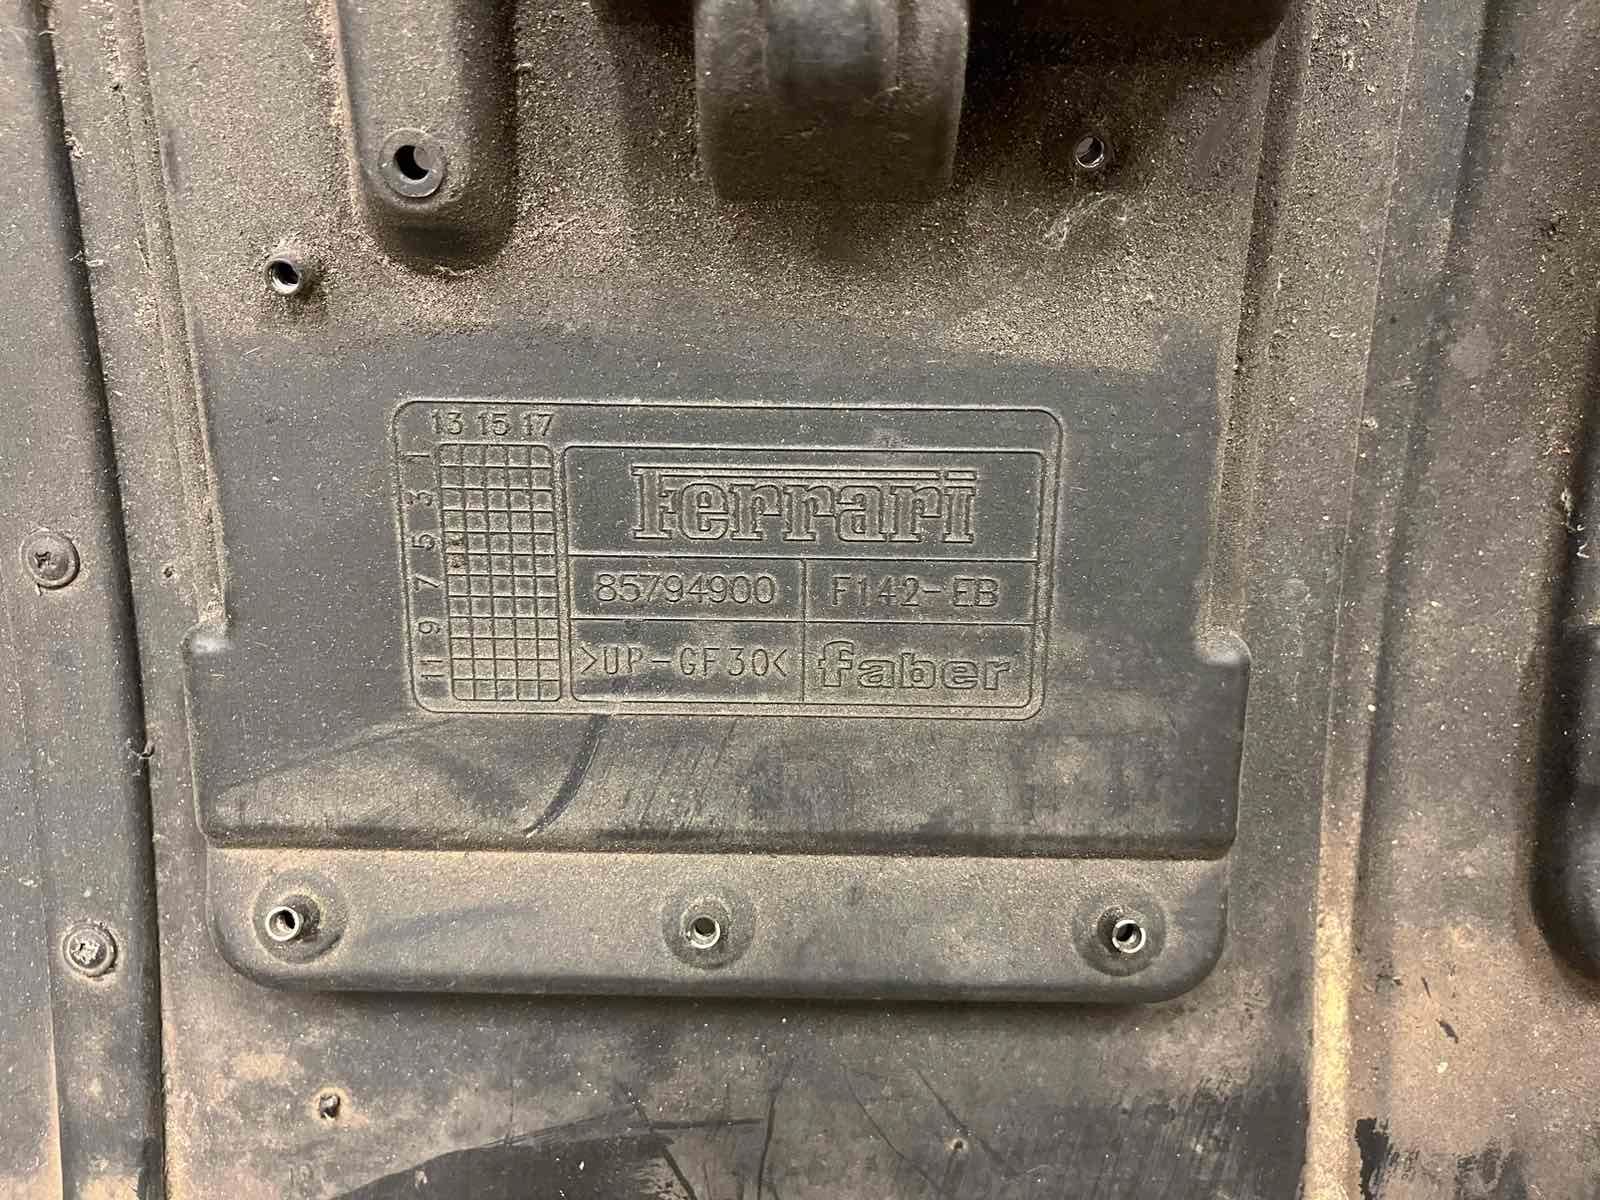 13 15 17
1
3
5
7
9
11
Ferrari
85794900
F142-EB
>UP-GF30<
faber